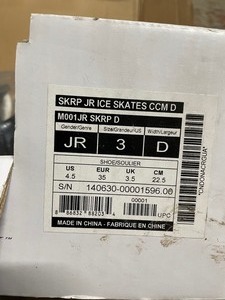 SKRP JR ICE SKATES CCM D
M001JR SKRP D
Gender/Genre Size/Grandeur/US Width/Largeur
JR 3 D
SHOE/SOULIER
US EUR UK CM
4.5 35 3.5 22.5
S/N 140630-00001596.00
00001
UPC
MADE IN CHINA - FABRIQUE EN CHINE